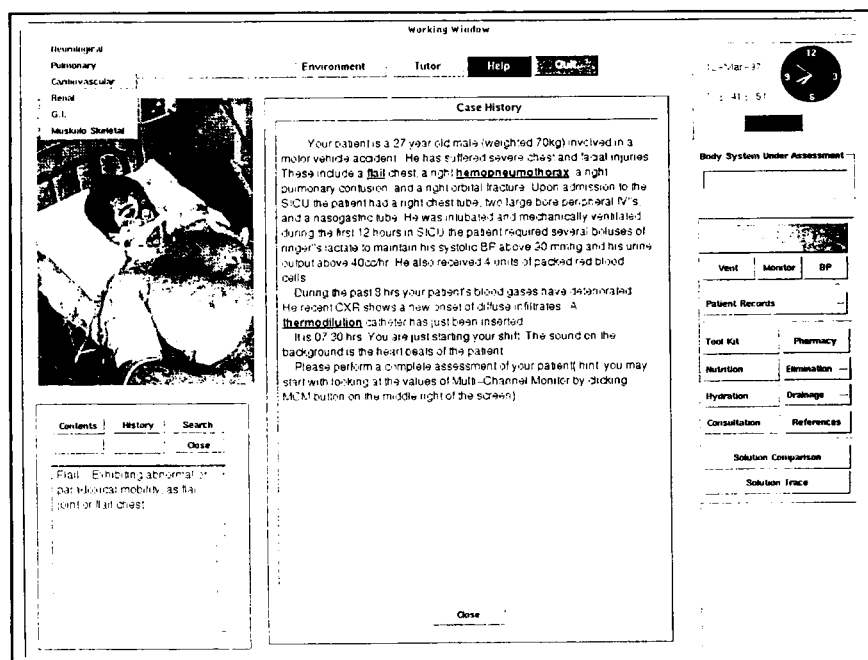 Working Window
Neurological
Pulmonary
Cardiovascular
Renal
G.I.
Muskulo Skeletal
Environment Tutor Help Quit
12
3
6
9
Case History
Your patient is a 27 year old male (weighted 70kg) involved in a
motor vehicle accident. He has suffered severe chest and facial injuries.
These include a flail chest, a right hemopneumothorax, a right
pulmonary contusion, and a right orbital fracture. Upon admission to the
SICU the patient had a right chest tube, two large bore peripheral IV"s
and a nasogastric tube. He was intubated and mechanically ventilated.
during the first 12 hours in SICU the patient required several boluses of
ringer"s lactate to maintain his systolic BP above 90 mmhg and his urine
output above 40cc/hr. He also received 4 units of packed red blood
cells.
During the past 8 hrs your patient's blood gases have deteriorated.
He recent CXR shows a new onset of diffuse infiltrates. A
thermodilution catheter has just been inserted.
It is 07:30 hrs. You are just starting your shift. The sound on the
background is the heart beats of the patient.
Please perform a complete assessment of your patient( hint: you may
start with looking at the values of Multi-Channel Monitor by clicking
MCM button on the middle right of the screen)
Close
Body System Under Assessment
Vent Monitor BP
Patient Records
Tool Kit Pharmacy
Nutrition Elimination
Hydration Drainage
Consultation References
Solution Comparison
Solution Trace
Contents History Search
Close
Flail: Exhibiting abnormal or
paradoxical mobility, as flail
joint or flail chest